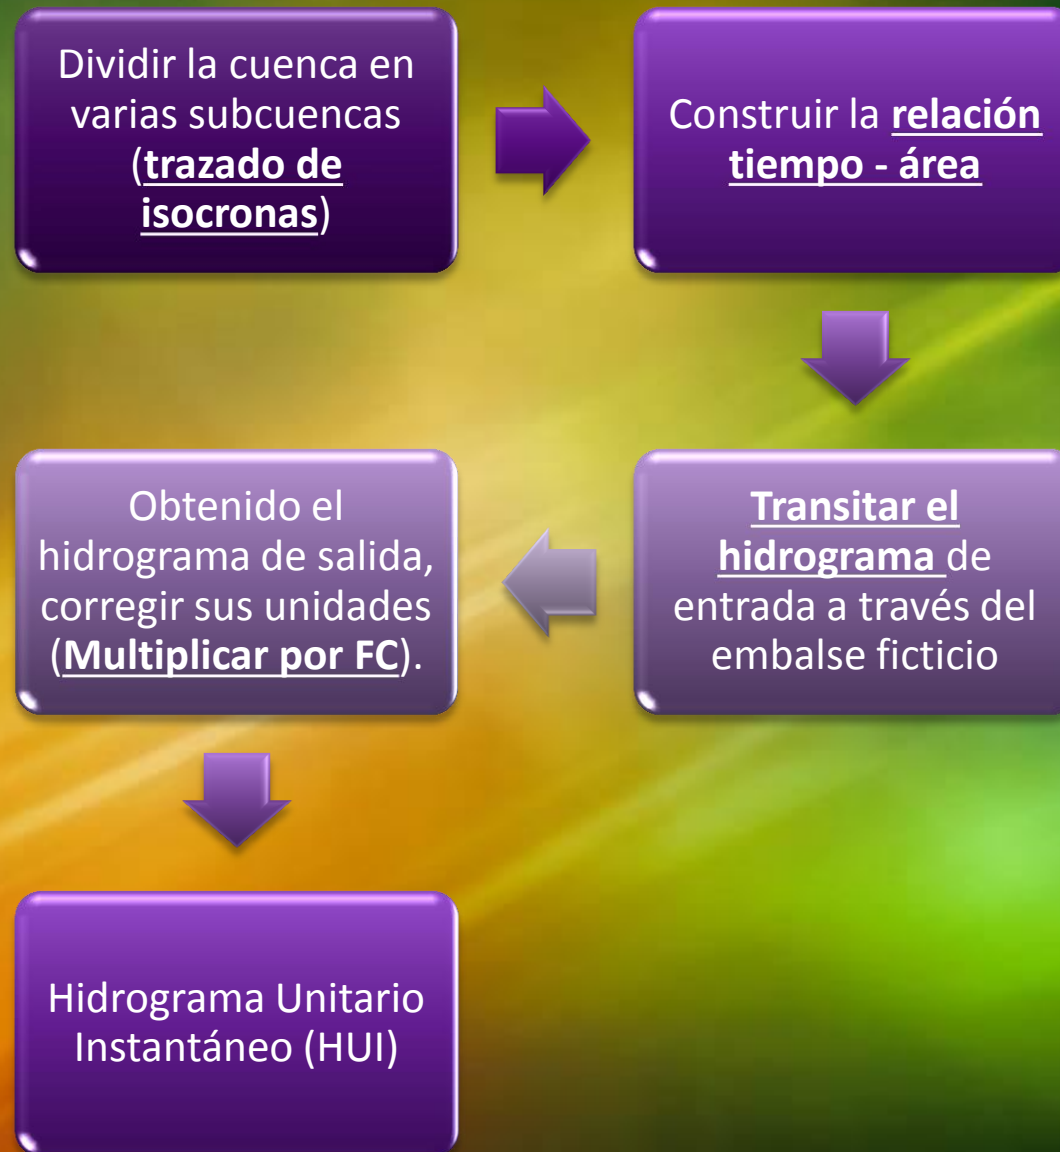 Dividir la cuenca en
varias subcuencas
(trazado de
isocronas)
Construir la relación
tiempo - área
Transitar el
hidrograma de
entrada a través del
embalse ficticio
Obtenido el
hidrograma de salida,
corregir sus unidades
(Multiplicar por FC).
Hidrograma Unitario
Instantáneo (HUI)